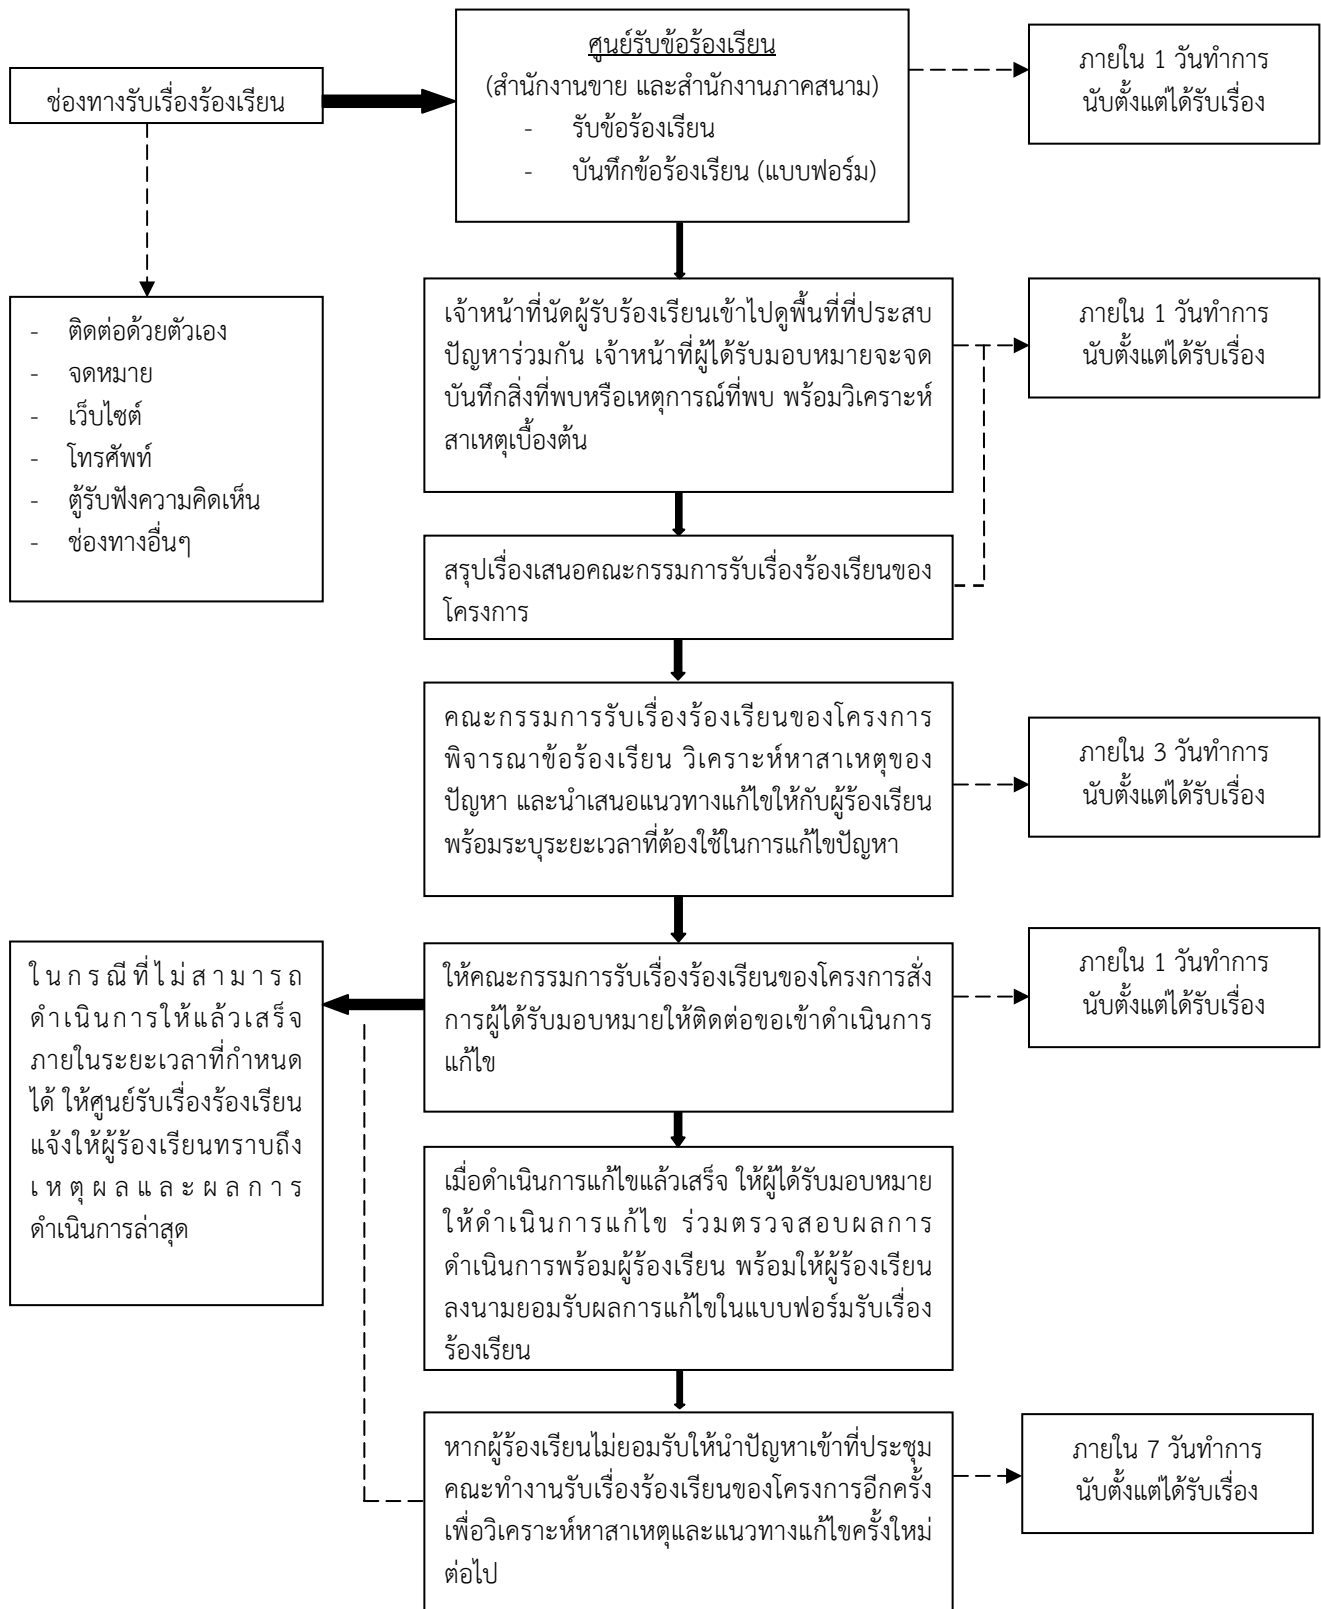 ศูนย์รับข้อร้องเรียน
(สำนักงานขาย และสำนักงานภาคสนาม)
- รับข้อร้องเรียน
- บันทึกข้อร้องเรียน (แบบฟอร์ม)
ภายใน 1 วันทำการ
นับตั้งแต่ได้รับเรื่อง
ช่องทางรับเรื่องร้องเรียน
- ติดต่อด้วยตัวเอง
- จดหมาย
- เว็บไซต์
- โทรศัพท์
- ตู้รับฟังความคิดเห็น
- ช่องทางอื่นๆ
เจ้าหน้าที่นัดผู้รับร้องเรียนเข้าไปดูพื้นที่ที่ประสบ
ปัญหาร่วมกัน เจ้าหน้าที่ผู้ได้รับมอบหมายจะจด
บันทึกสิ่งที่พบหรือเหตุการณ์ที่พบ พร้อมวิเคราะห์
สาเหตุเบื้องต้น
ภายใน 1 วันทำการ
นับตั้งแต่ได้รับเรื่อง
สรุปเรื่องเสนอคณะกรรมการรับเรื่องร้องเรียนของ
โครงการ
คณะกรรมการรับเรื่องร้องเรียนของโครงการ
พิจารณาข้อร้องเรียน วิเคราะห์หาสาเหตุของ
ปัญหา และนำเสนอแนวทางแก้ไขให้กับผู้ร้องเรียน
พร้อมระบุระยะเวลาที่ต้องใช้ในการแก้ไขปัญหา
ภายใน 3 วันทำการ
นับตั้งแต่ได้รับเรื่อง
ให้คณะกรรมการรับเรื่องร้องเรียนของโครงการสั่ง
การผู้ได้รับมอบหมายให้ติดต่อขอเข้าดำเนินการ
แก้ไข
ภายใน 1 วันทำการ
นับตั้งแต่ได้รับเรื่อง
ในกรณีที่ไม่สามารถ
ดำเนินการให้แล้วเสร็จ
ภายในระยะเวลาที่กำหนด
ได้ ให้ศูนย์รับเรื่องร้องเรียน
แจ้งให้ผู้ร้องเรียนทราบถึง
เหตุผลและผลการ
ดำเนินการล่าสุด
เมื่อดำเนินการแก้ไขแล้วเสร็จ ให้ผู้ได้รับมอบหมาย
ให้ดำเนินการแก้ไข ร่วมตรวจสอบผลการ
ดำเนินการพร้อมผู้ร้องเรียน พร้อมให้ผู้ร้องเรียน
ลงนามยอมรับผลการแก้ไขในแบบฟอร์มรับเรื่อง
ร้องเรียน
หากผู้ร้องเรียนไม่ยอมรับให้นำปัญหาเข้าที่ประชุม
คณะทำงานรับเรื่องร้องเรียนของโครงการอีกครั้ง
เพื่อวิเคราะห์หาสาเหตุและแนวทางแก้ไขครั้งใหม่
ต่อไป
ภายใน 7 วันทำการ
นับตั้งแต่ได้รับเรื่อง